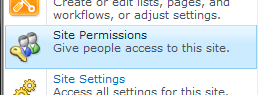 Create or edit lists, pages, and
workflows, or adjust settings.
Site Permissions
Give people access to this site.
Site Settings
Access all settings for this site.